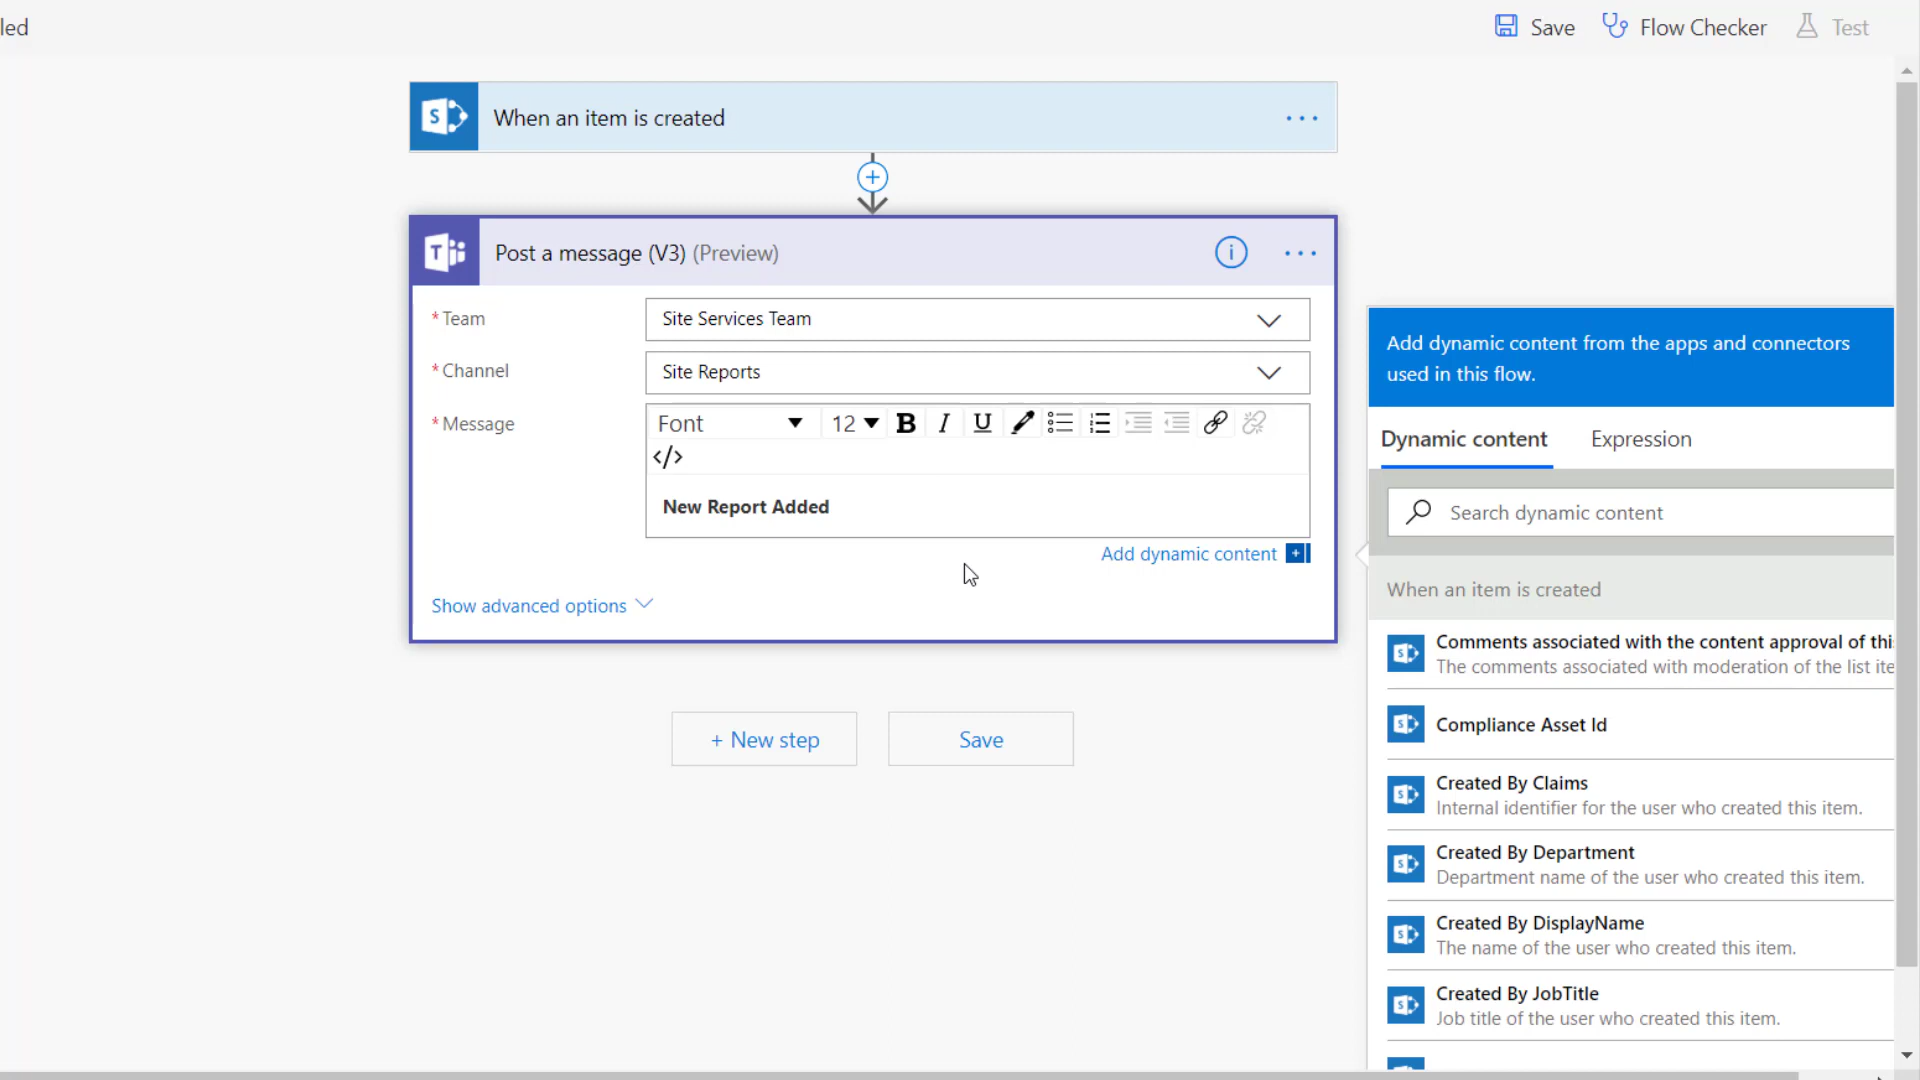 led
Save
Flow Checker
Test
When an item is created
Post a message (V3) (Preview)
*Team
Site Services Team
*Channel
Site Reports
*Message
Font
12
B
I
U
</>
New Report Added
Add dynamic content
Show advanced options
+ New step
Save
Add dynamic content from the apps and connectors
used in this flow.
Dynamic content
Expression
Search dynamic content
When an item is created
Comments associated with the content approval of thi
The comments associated with moderation of the list ite
Compliance Asset Id
Created By Claims
Internal identifier for the user who created this item.
Created By Department
Department name of the user who created this item.
Created By DisplayName
The name of the user who created this item.
Created By JobTitle
Job title of the user who created this item.